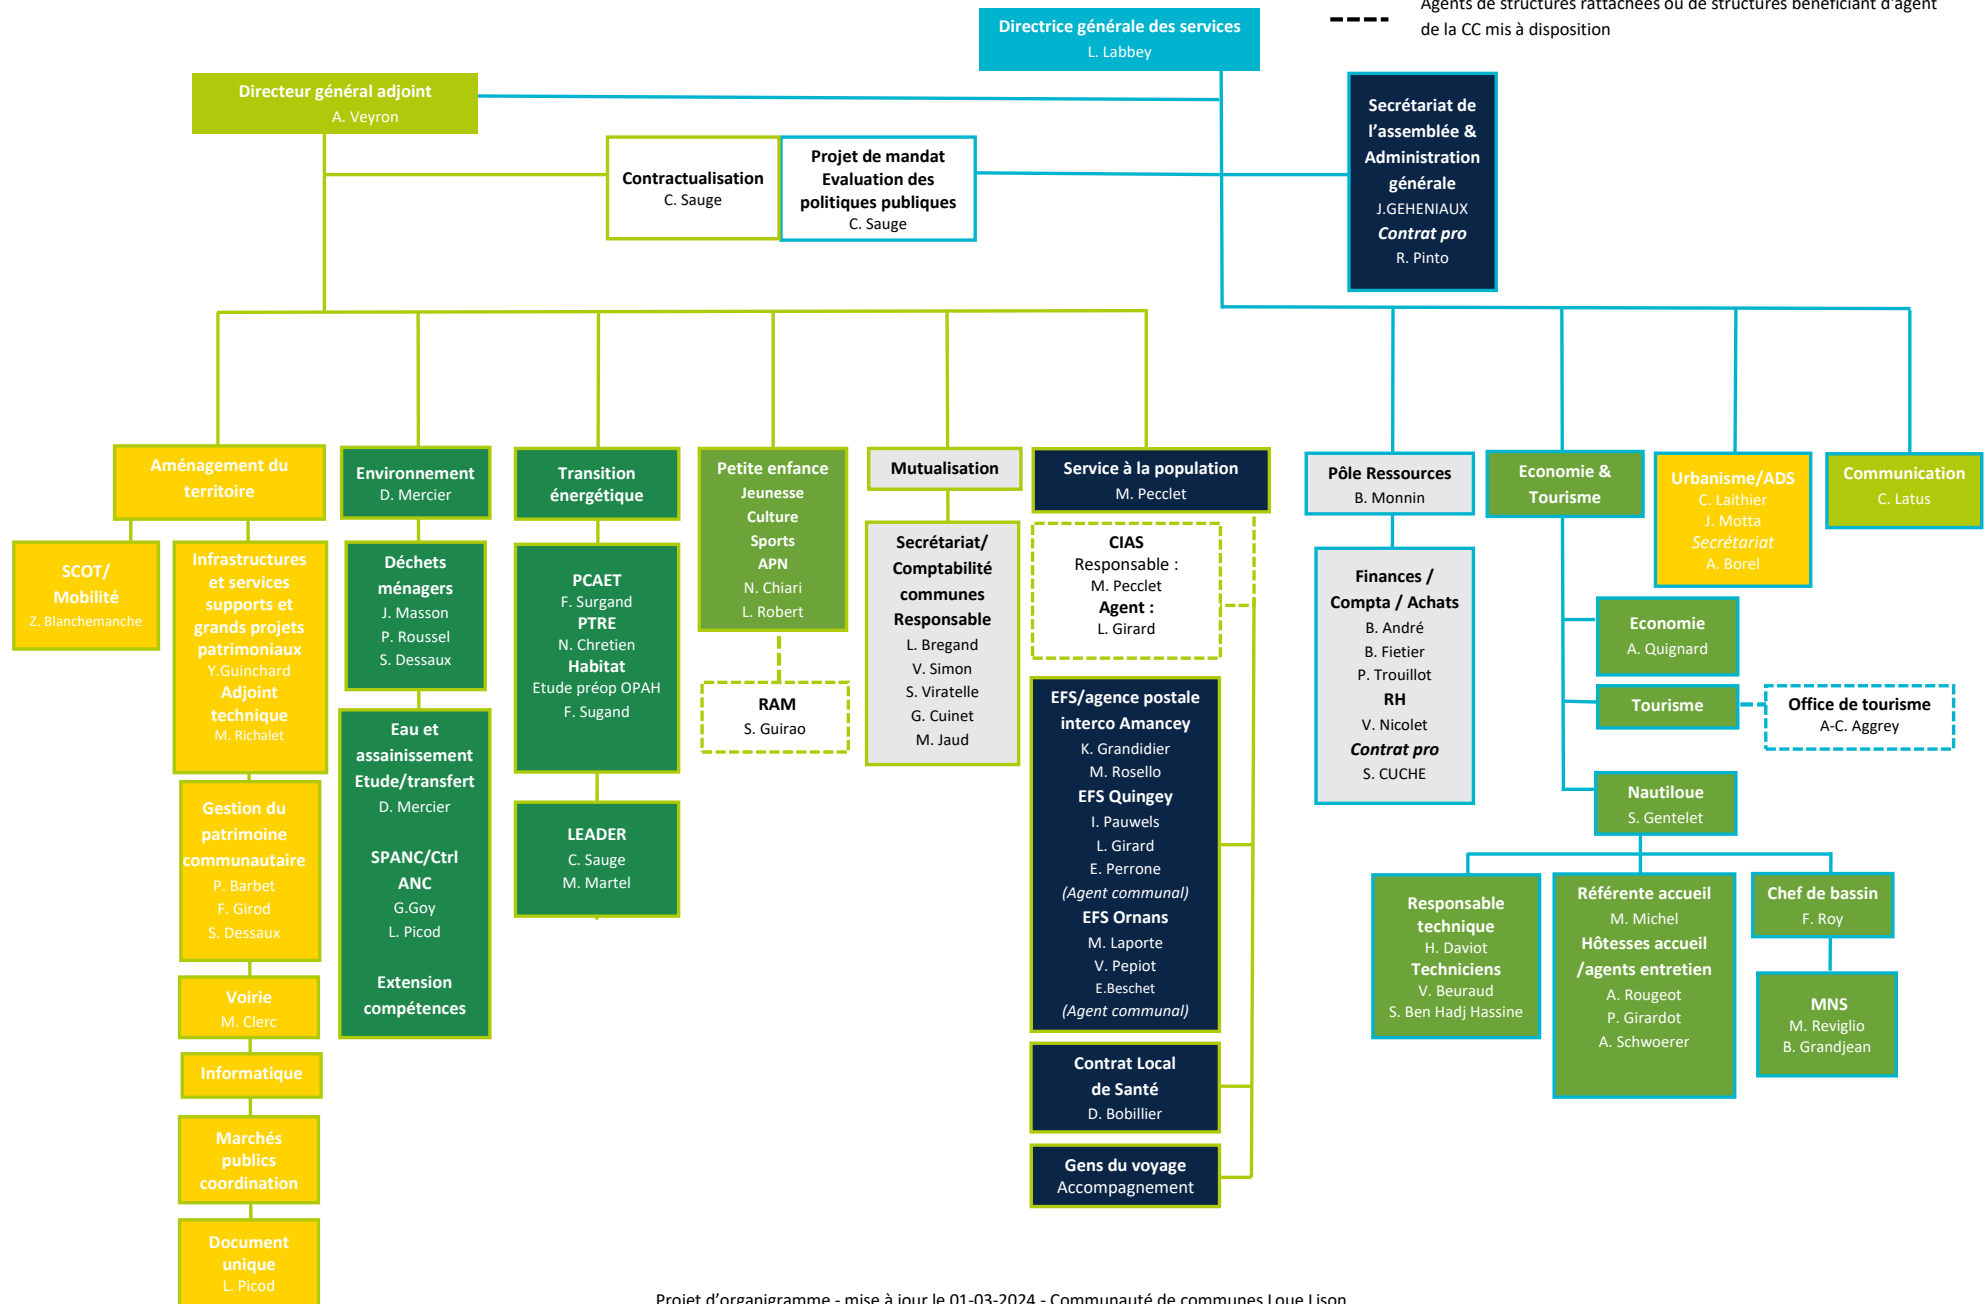 Agents de structures rattachées ou de structures bénéficiant d'agent
de la CC mis à disposition
Directrice générale des services
L. Labbey
Directeur général adjoint
A. Veyron
Secrétariat de
l'assemblée &
Administration
générale
J.GEHENIAUX
Contrat pro
R. Pinto
Contractualisation
C. Sauge
Projet de mandat
Evaluation des
politiques publiques
C. Sauge
Aménagement du
territoire
SCOT/
Mobilité
Z. Blanchemanche
Infrastructures
et services
supports et
grands projets
patrimoniaux
Y.Guinchard
Adjoint
technique
M. Richalet
Gestion du
patrimoine
communautaire
P. Barbet
F. Girod
S. Dessaux
Voirie
M. Clerc
Informatique
Marchés
publics
coordination
Document
unique
L. Picod
Environnement
D. Mercier
Déchets
ménagers
J. Masson
P. Roussel
S. Dessaux
Eau et
assainissement
Etude/transfert
D. Mercier
SPANC/Ctrl
ANC
G.Goy
L. Picod
Extension
compétences
Transition
énergétique
PCAET
F. Surgand
PTRE
N. Chretien
Habitat
Etude préop OPAH
F. Sugand
LEADER
C. Sauge
M. Martel
Petite enfance
Jeunesse
Culture
Sports
APN
N. Chiari
L. Robert
RAM
S. Guirao
Mutualisation
Secrétariat/
Comptabilité
communes
Responsable
L. Bregand
V. Simon
S. Viratelle
G. Cuinet
M. Jaud
Service à la population
M. Pecclet
CIAS
Responsable :
M. Pecclet
Agent :
L. Girard
EFS/agence postale
interco Amancey
K. Grandidier
M. Rosello
EFS Quingey
I. Pauwels
L. Girard
E. Perrone
(Agent communal)
EFS Ornans
M. Laporte
V. Pepiot
E.Beschet
(Agent communal)
Contrat Local
de Santé
D. Bobillier
Gens du voyage
Accompagnement
Pôle Ressources
B. Monnin
Finances /
Compta / Achats
B. André
B. Fietier
P. Trouillot
RH
V. Nicolet
Contrat pro
S. CUCHE
Economie &
Tourisme
Economie
A. Quignard
Tourisme
Office de tourisme
A-C. Aggrey
Nautiloue
S. Gentelet
Responsable
technique
H. Daviot
Techniciens
V. Beuraud
S. Ben Hadj Hassine
Référente accueil
M. Michel
Hôtesses accueil
/agents entretien
A. Rougeot
P. Girardot
A. Schwoerer
Chef de bassin
F. Roy
MNS
M. Reviglio
B. Grandjean
Urbanisme/ADS
C. Laithier
J. Motta
Secrétariat
A. Borel
Communication
C. Latus
Projet d'organigramme - mise à jour le 01-03-2024 - Communauté de communes Loue Lison